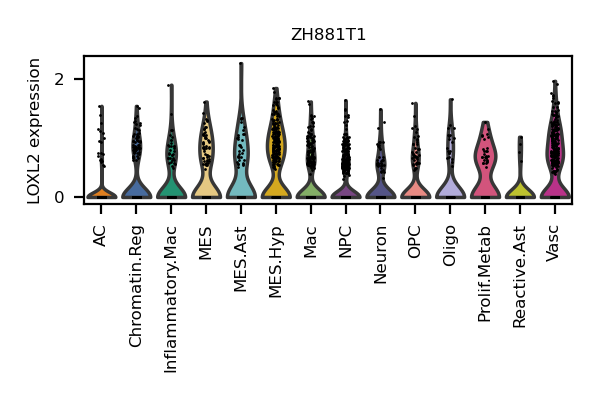 ZH881T1
LOXL2 expression
2
0
AC
Chromatin.Reg
Inflammatory.Mac
MES
MES.Ast
MES.Hyp
Mac
NPC
Neuron
OPC
Oligo
Prolif.Metab
Reactive.Ast
Vasc